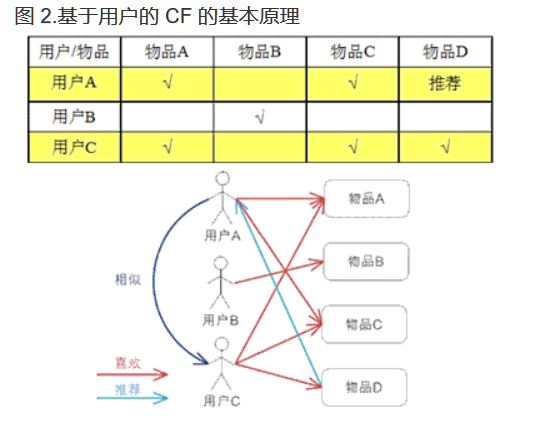 图 2.基于用户的 CF 的基本原理
用户/物品 物品A 物品B 物品C 物品D
用户A √ √ 推荐
用户B √
用户C √ √ √
物品A
用户A
相似
物品B
用户B
物品C
喜欢
推荐
用户C
物品D